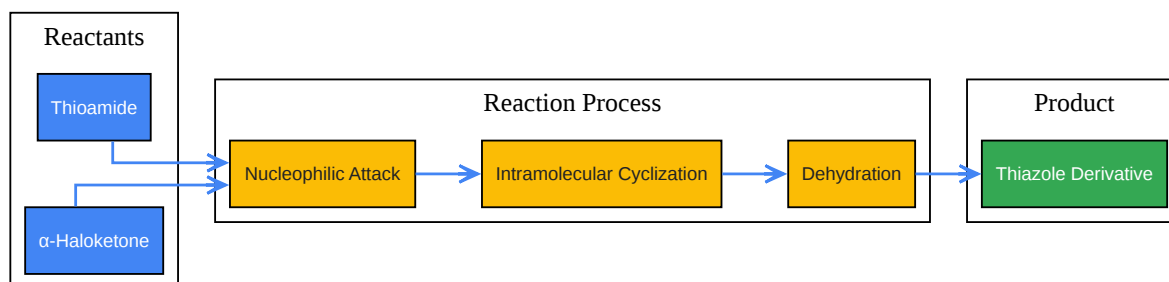 Reactants
Thioamide
α-Haloketone
Reaction Process
Nucleophilic Attack
Intramolecular Cyclization
Dehydration
Product
Thiazole Derivative